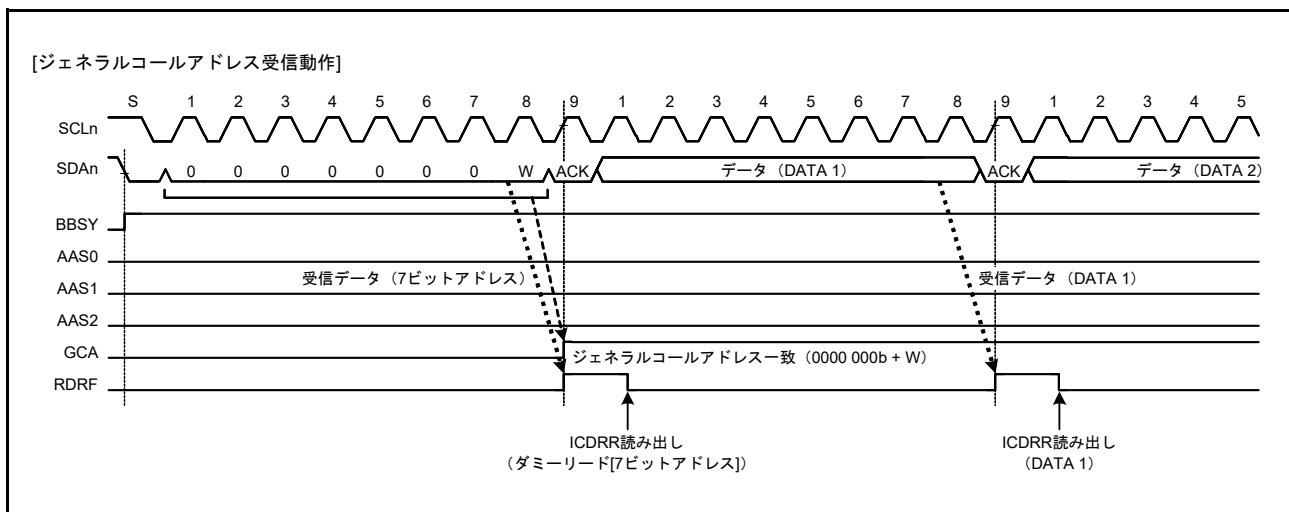 [ジェネラルコールアドレス受信動作]
S 1 2 3 4 5 6 7 8 9 1 2 3 4 5 6 7 8 9 1 2 3 4 5
SCLn
SDAn 0 0 0 0 0 0 0 W ACK データ（DATA 1） ACK データ（DATA 2）
BBSY
AAS0
受信データ（7ビットアドレス） 受信データ（DATA 1）
AAS1
AAS2
GCA ジェネラルコールアドレス一致（0000 000b + W）
RDRF
ICDRR読み出し
（ダミーリード[7ビットアドレス]）
ICDRR読み出し
（DATA 1）